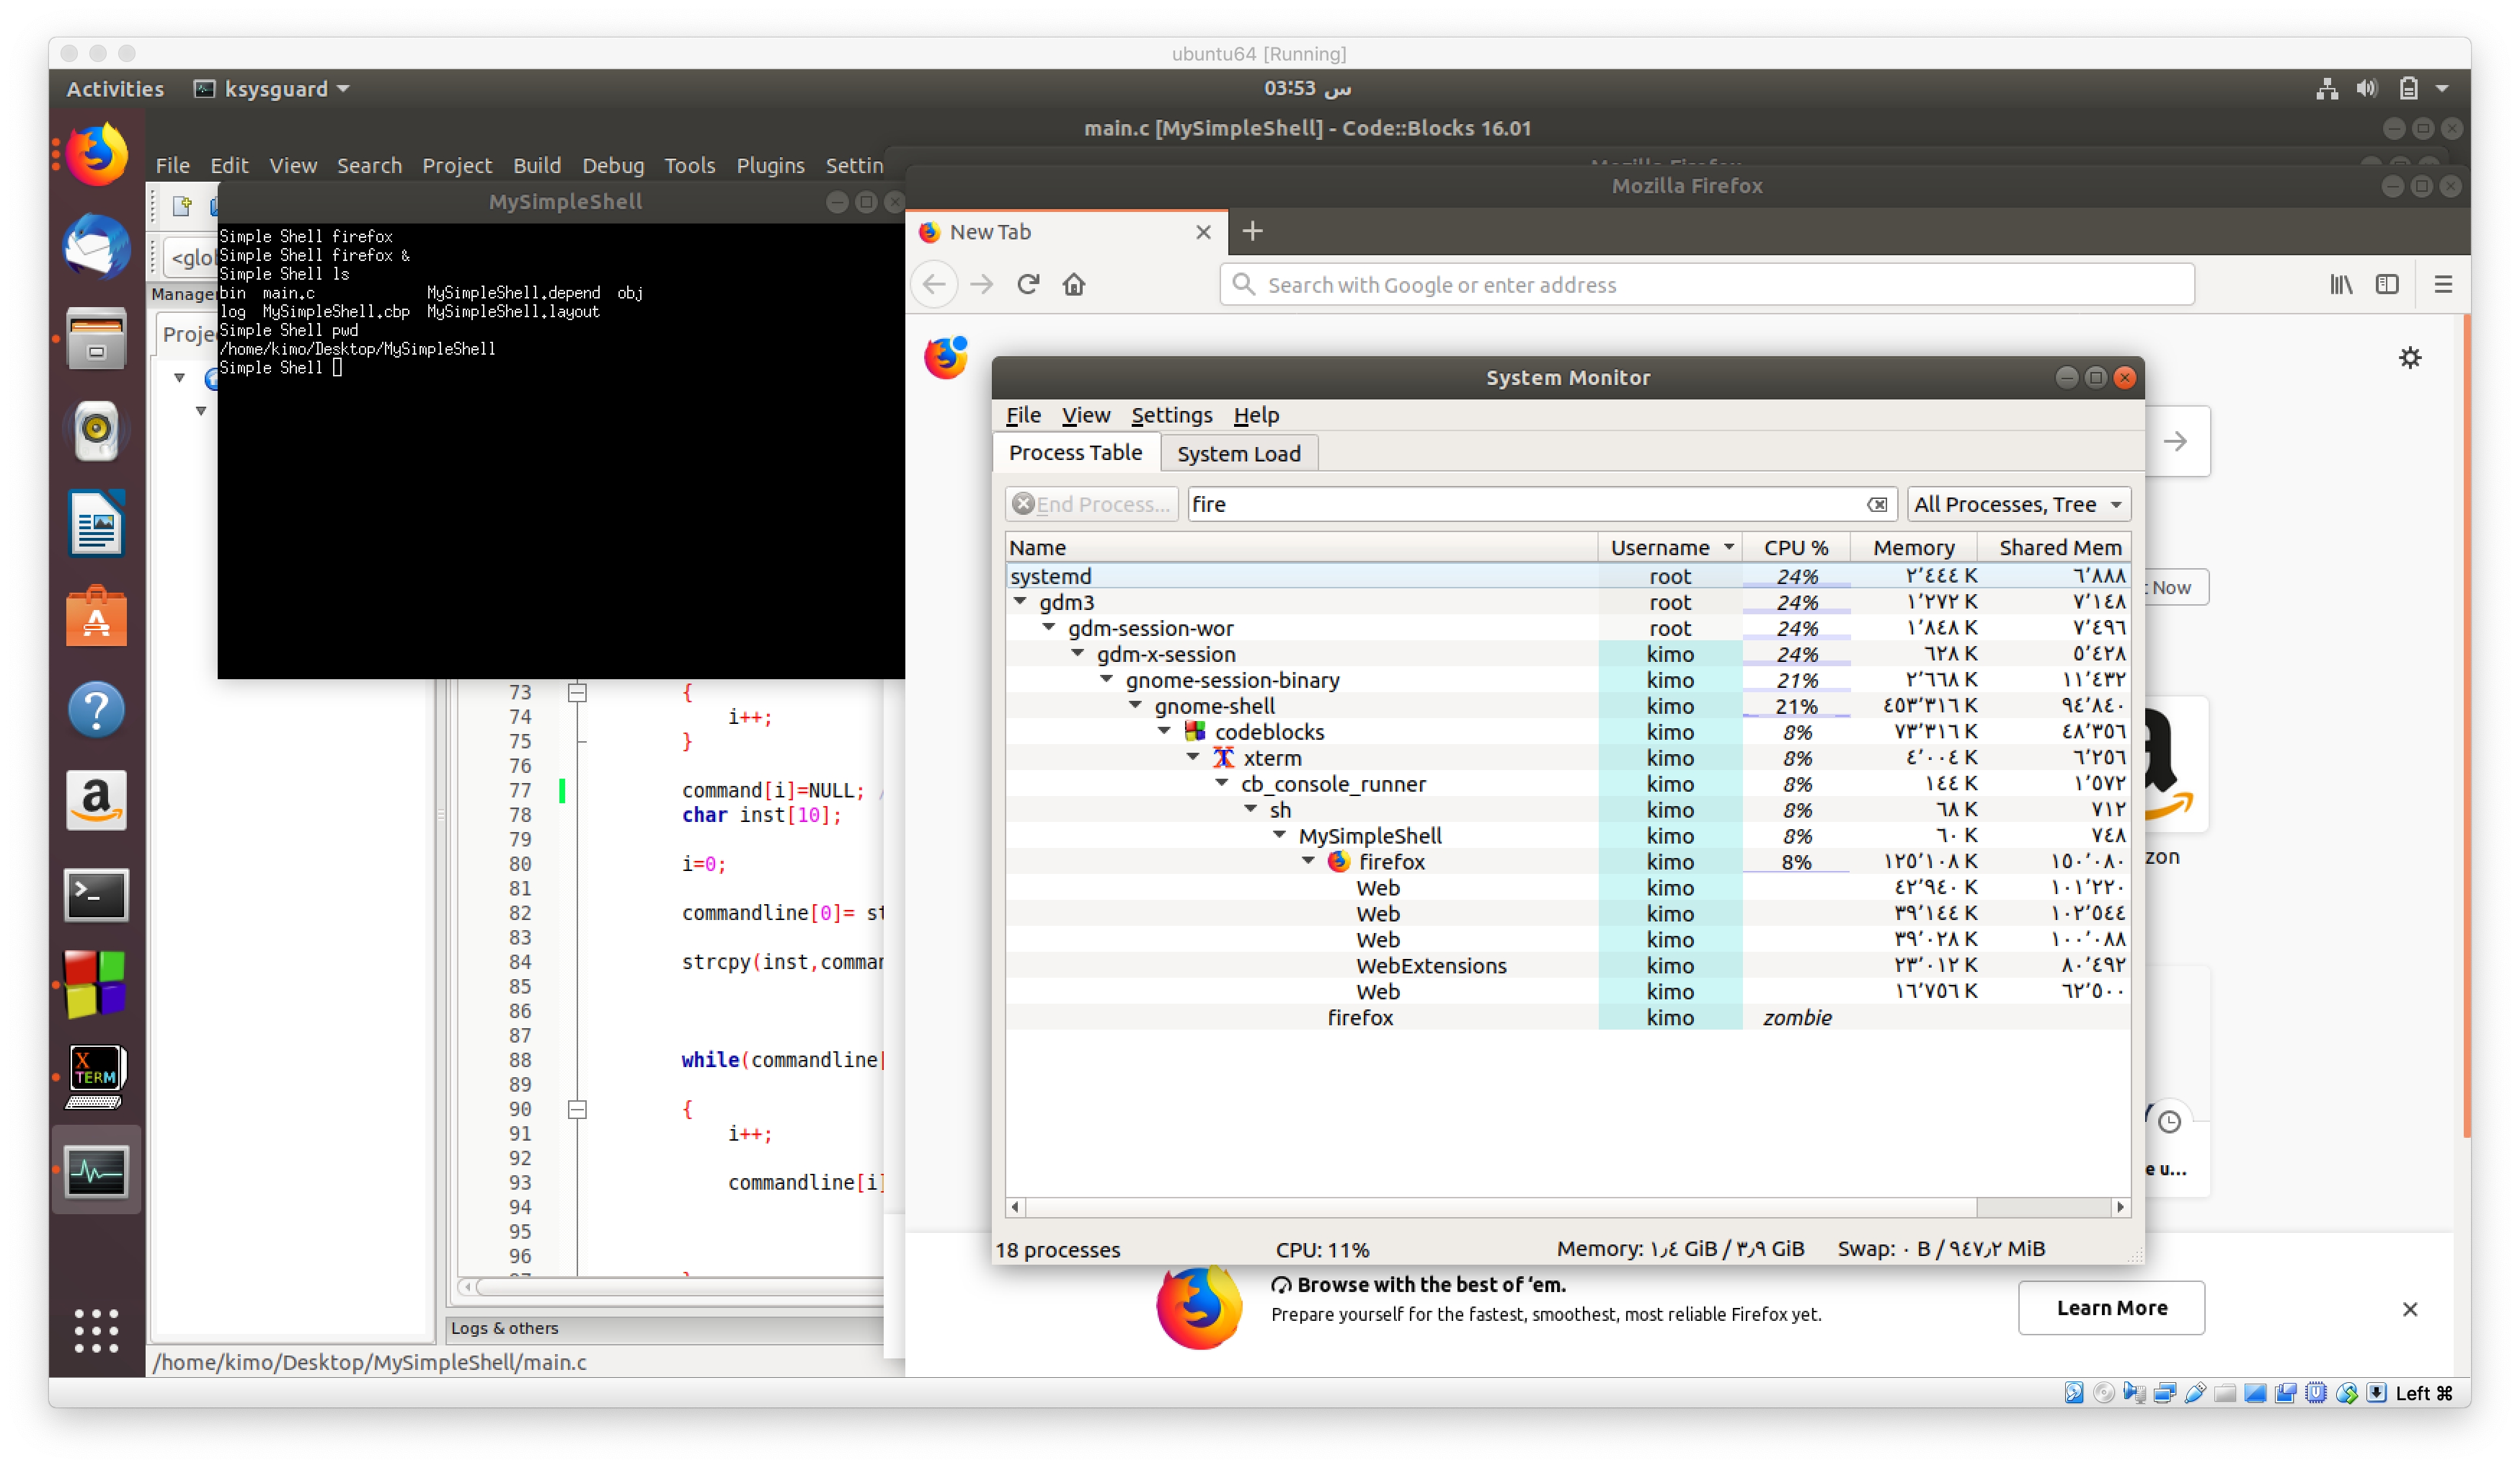 ubuntu64 [Running]
Activities ksysguard
03:53 س
main.c [MySimpleShell] - Code::Blocks 16.01
File Edit View Search Project Build Debug Tools Plugins Settin
Mozilla Firefox
Mozilla Firefox
MySimpleShell
Simple Shell firefox
Simple Shell firefox &
Simple Shell ls
bin main.c MySimpleShell.depend obj
log MySimpleShell.cbp MySimpleShell.layout
Simple Shell pwd
/home/kimo/Desktop/MySimpleShell
Simple Shell
<glo
Manage
Proje
New Tab
Search with Google or enter address
System Monitor
File View Settings Help
Process Table System Load
End Process... fire All Processes, Tree
Name Username CPU % Memory Shared Mem
systemd root 24% ٢٬٤٤٤ K ٦٬٨٨٨
gdm3 root 24% ١٬٢٧٢ K ٧٬١٤٨
gdm-session-wor root 24% ١٬٨٤٨ K ٧٬٤٩٦
gdm-x-session kimo 24% ٦٢٨ K ٥٬٤٢٨
gnome-session-binary kimo 21% ٢٬٦٦٨ K ١١٬٤٣٢
gnome-shell kimo 21% ٤٥٣٬٣١٦ K ٩٤٬٨٤٠
codeblocks kimo 8% ٧٣٬٣١٦ K ٤٨٬٣٥٦
xterm kimo 8% ٤٬٠٠٤ K ٦٬٢٥٦
cb_console_runner kimo 8% ١٤٤ K ١٬٥٧٢
sh kimo 8% ٦٨ K ٧١٢
MySimpleShell kimo 8% ٦٠ K ٧٤٨
firefox kimo 8% ١٢٥٬١٠٨ K ١٥٠٬٠٨٠
Web kimo ٤٢٬٩٤٠ K ١٠١٬٢٢٠
Web kimo ٣٩٬١٤٤ K ١٠٢٬٥٤٤
Web kimo ٣٩٬٠٢٨ K ١٠٠٬٠٨٨
WebExtensions kimo ٢٣٬٠١٢ K ٨٠٬٤٩٢
Web kimo ١٦٬٧٥٦ K ٦٢٬٥٠٠
firefox kimo zombie
18 processes CPU: 11% Memory: ١٫٤ GiB / ٣٫٩ GiB Swap: ٠ B / ٩٤٧٫٢ MiB
Now
zon
e u...
73 {
74 i++;
75 }
76
77 command[i]=NULL; /
78 char inst[10];
79
80 i=0;
81
82 commandline[0]= st
83
84 strcpy(inst,comman
85
86
87
88 while(commandline[
89
90 {
91 i++;
92
93 commandline[i]
94
95
96
Logs & others
/home/kimo/Desktop/MySimpleShell/main.c
Browse with the best of ‘em.
Prepare yourself for the fastest, smoothest, most reliable Firefox yet.
Learn More
X
TERM
Left ⌘